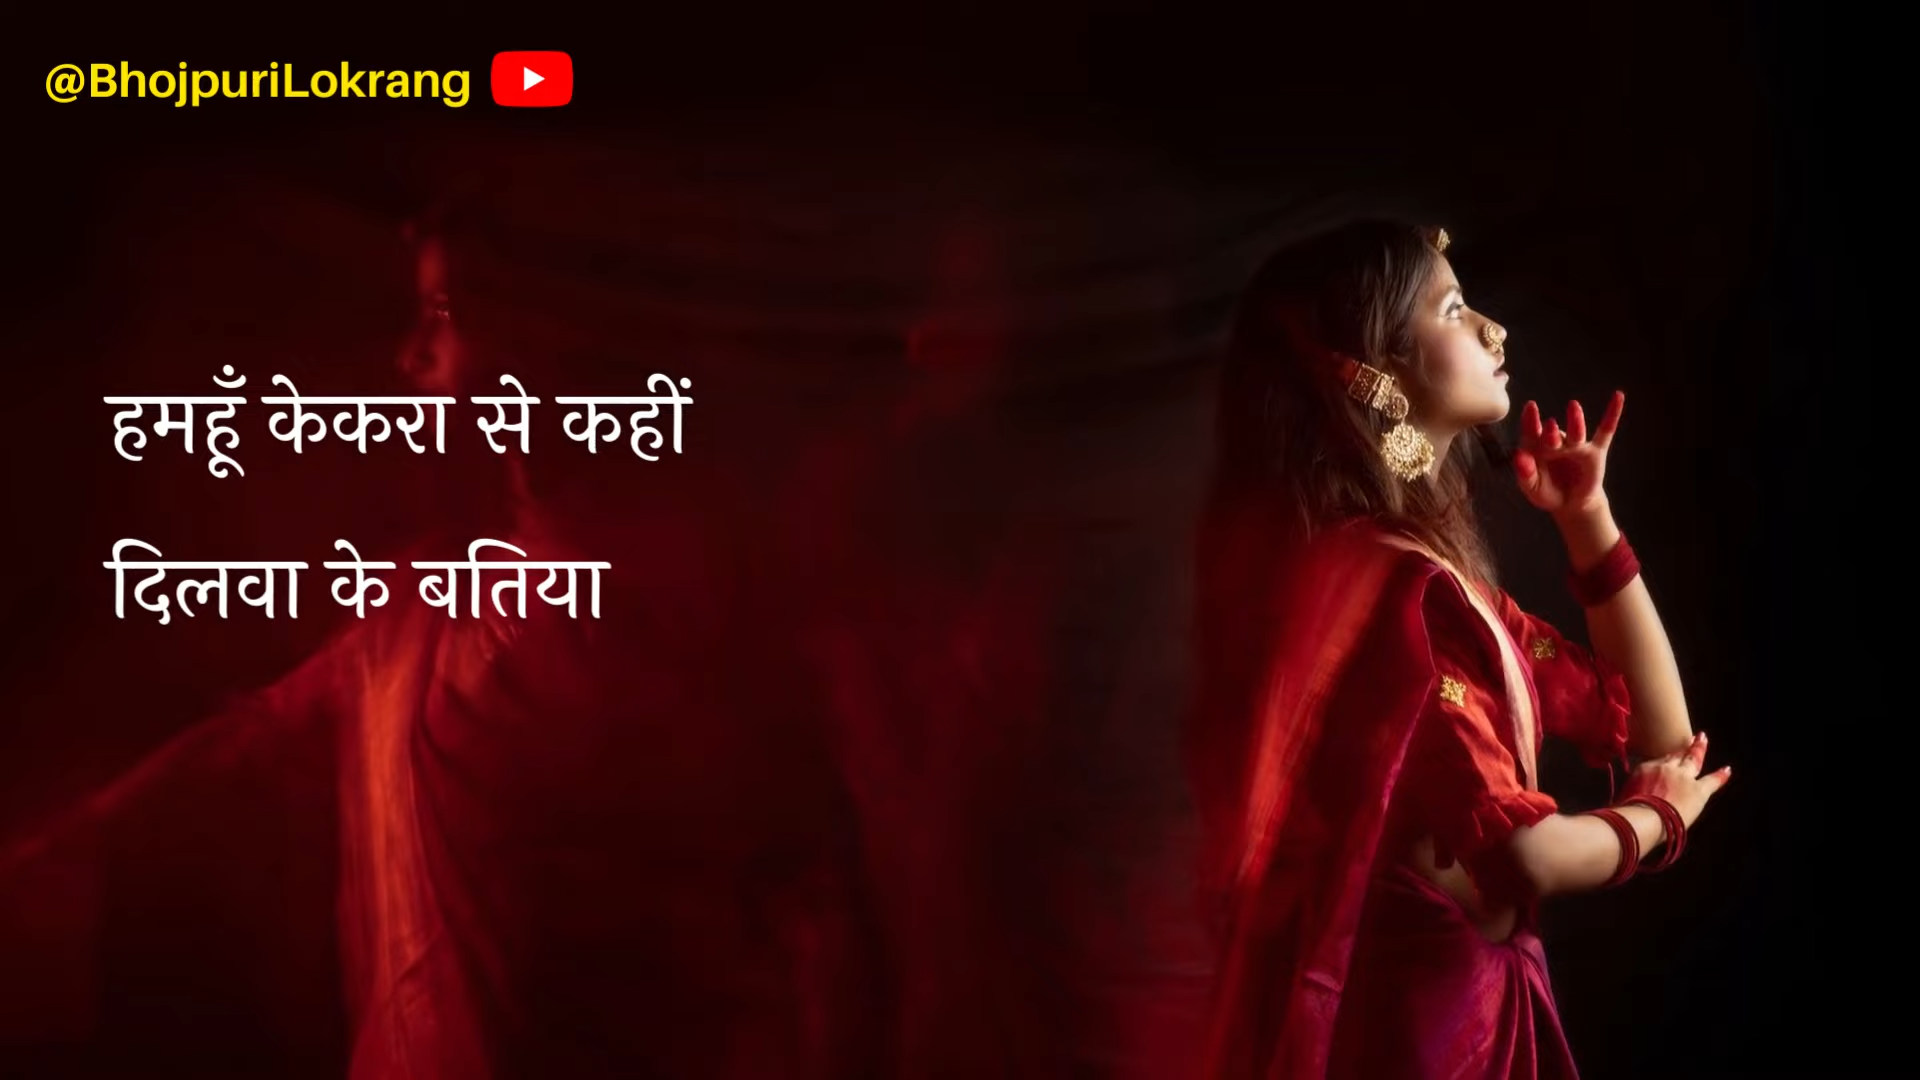 @BhojpuriLokrang
हमहूँ केकरा से कहीं
दिलवा के बतिया